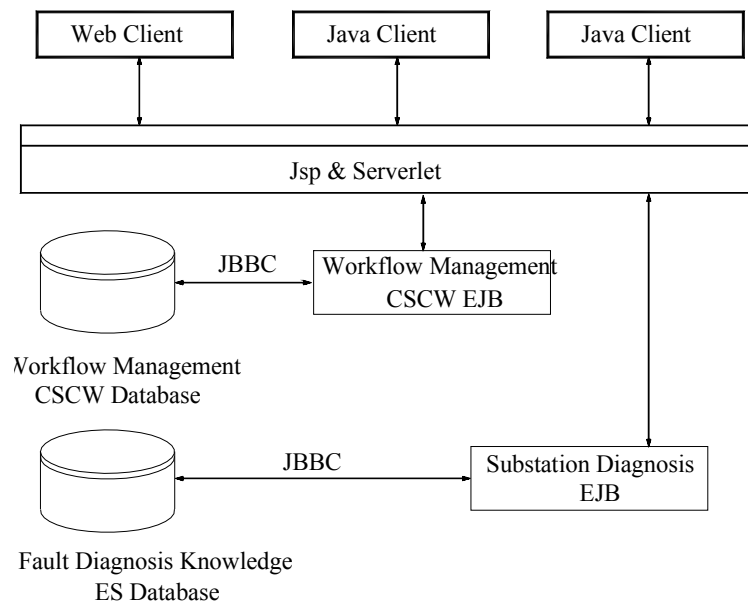 Web Client
Java Client
Java Client
Jsp & Serverlet
JBBC
Workflow Management
CSCW EJB
Workflow Management
CSCW Database
JBBC
Substation Diagnosis
EJB
Fault Diagnosis Knowledge
ES Database